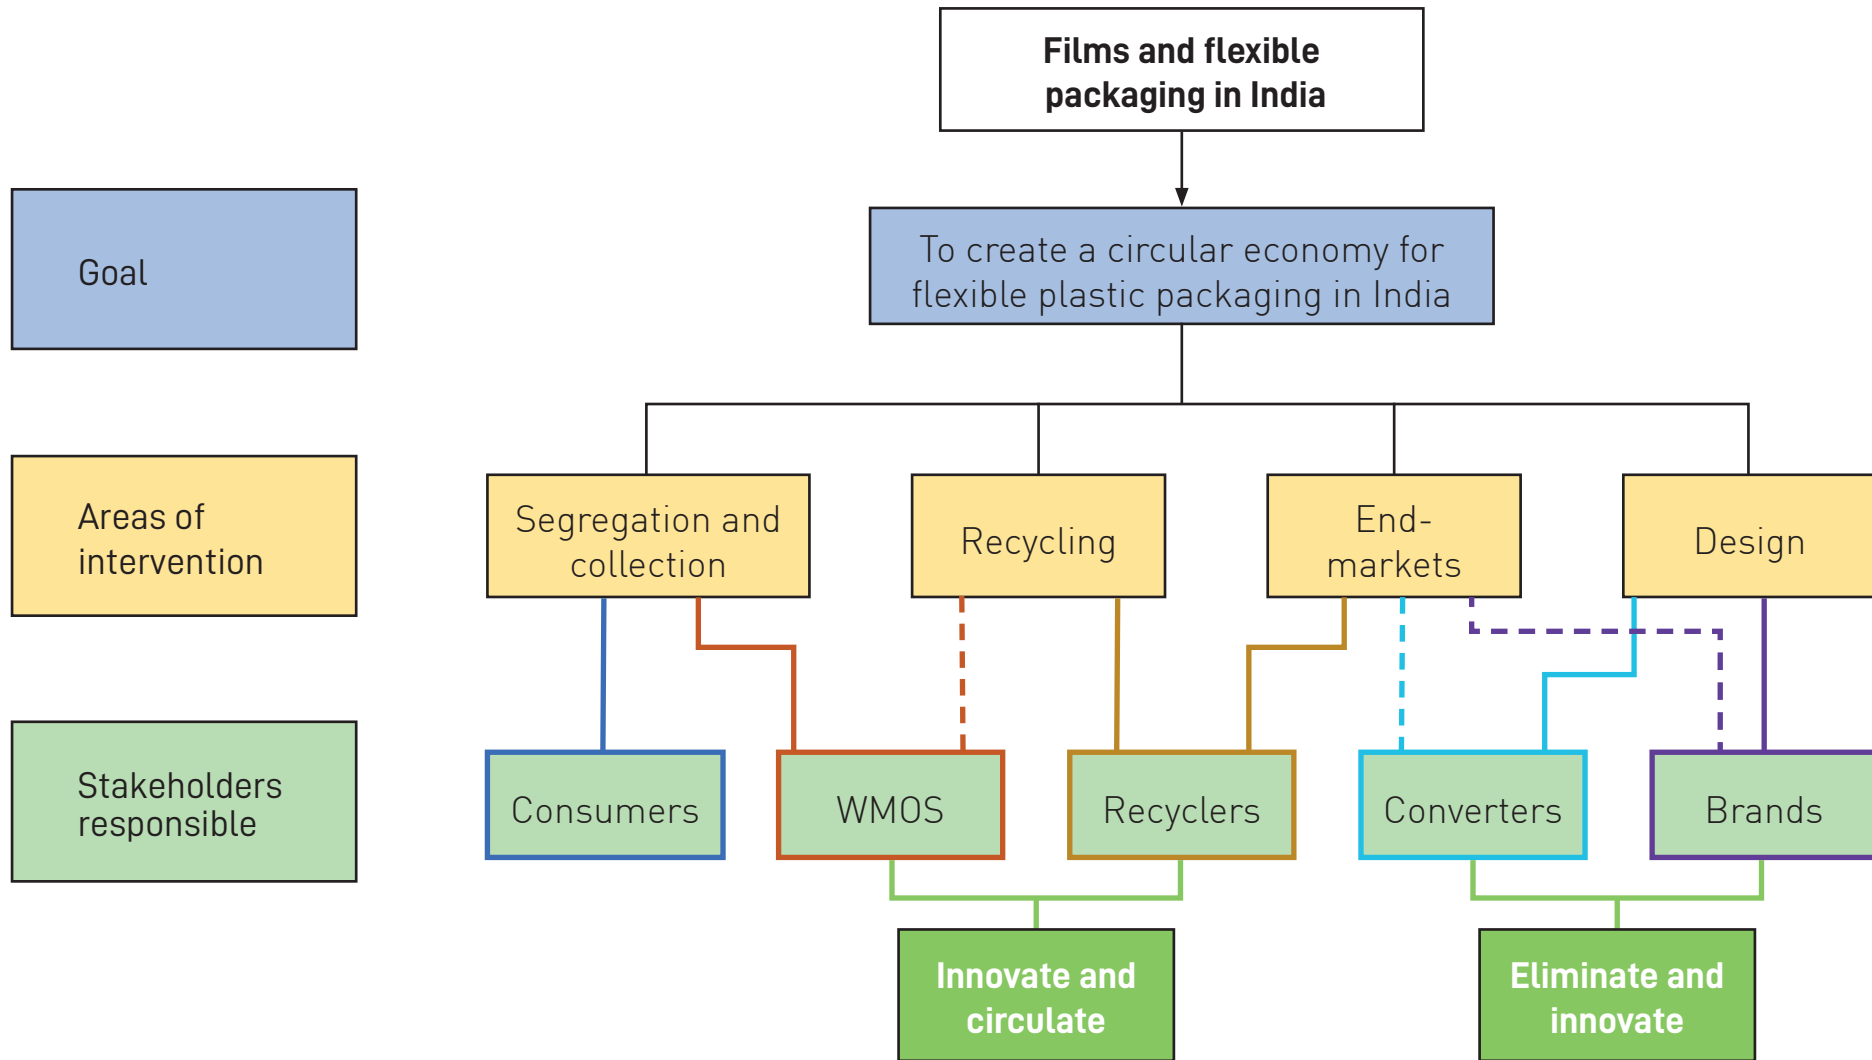 Films and flexible
packaging in India
Goal
To create a circular economy for
flexible plastic packaging in India
Areas of
intervention
Segregation and
collection
Recycling
End-
markets
Design
Stakeholders
responsible
Consumers
WMOS
Recyclers
Converters
Brands
Innovate and
circulate
Eliminate and
innovate